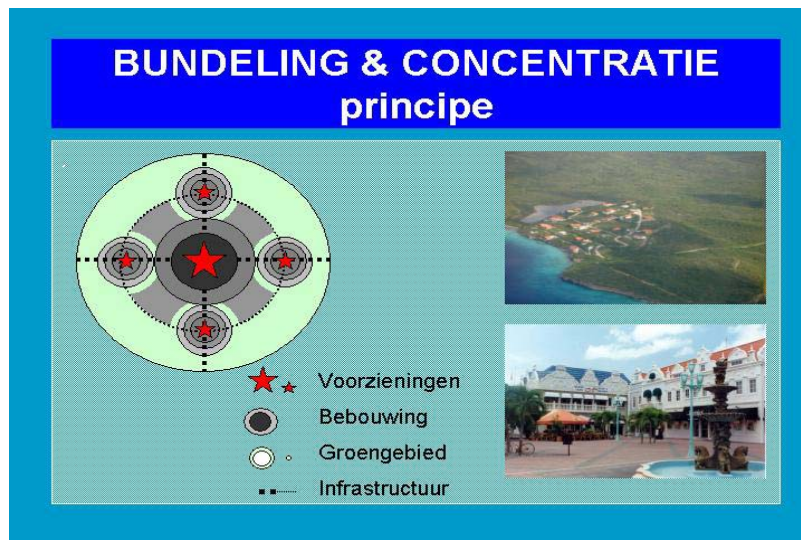 BUNDELING & CONCENTRATIE
principe
Voorzieningen
Bebouwing
Groengebied
Infrastructuur